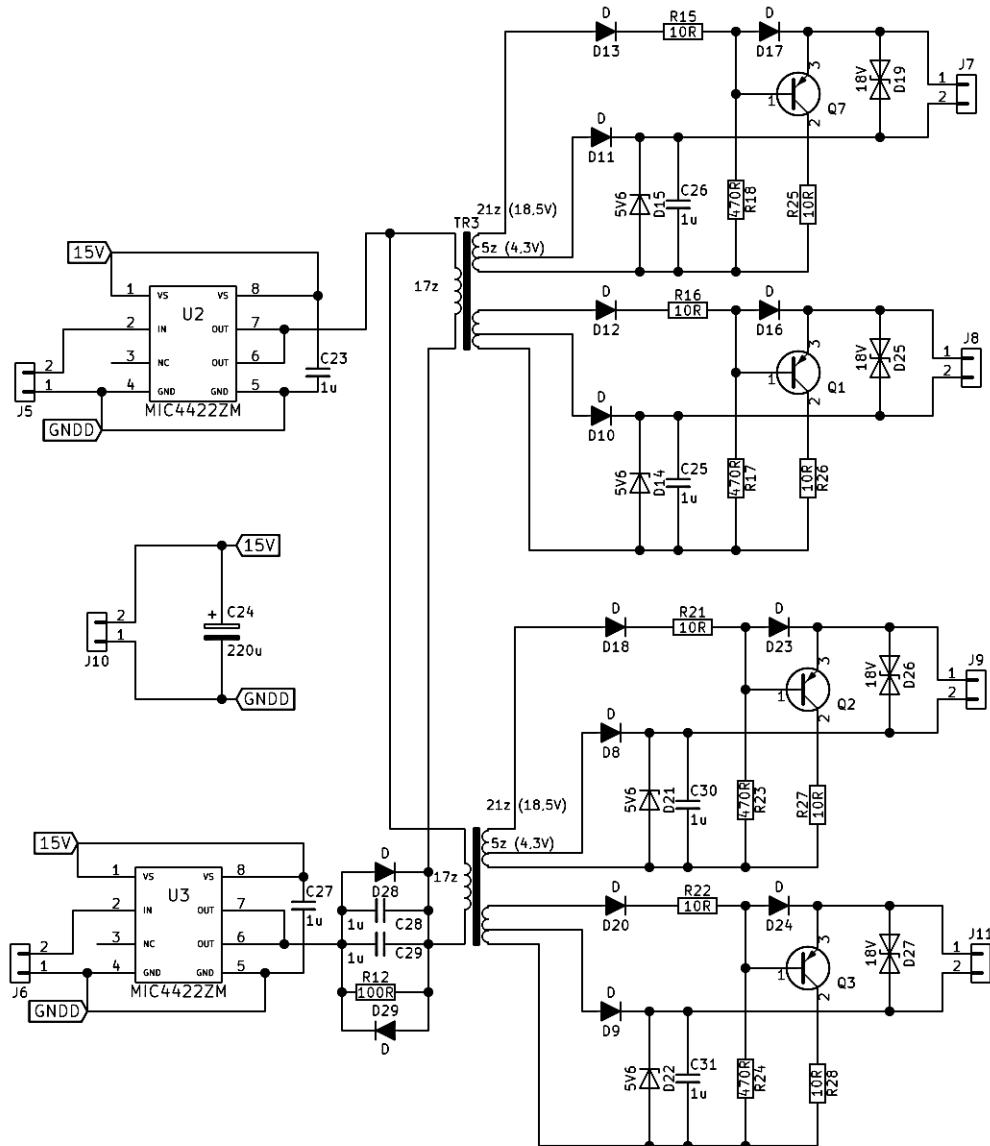 D
D13
R15
10R
D
D17
3
1
2
Q7
18V
D19
J7
1
2
D
D11
5V6
D15
C26
1u
470R
R18
R25
10R
21z (18,5V)
TR3
5z (4,3V)
17z
15V
1
VS
VS
8
U2
2
IN
OUT
7
3
NC
OUT
6
4
GND
GND
5
MIC4422ZM
C23
1u
2
1
J5
GNDD
D
D12
R16
10R
D
D16
3
1
2
Q1
18V
D25
J8
1
2
D
D10
5V6
D14
C25
1u
470R
R17
10R
R26
15V
2
1
J10
+
C24
220u
GNDD
D
D18
R21
10R
D
D23
3
1
2
Q2
18V
D26
J9
1
2
D
D8
5V6
D21
C30
1u
470R
R23
R27
10R
21z (18,5V)
5z (4,3V)
17z
15V
1
VS
VS
8
U3
2
IN
OUT
7
3
NC
OUT
6
4
GND
GND
5
MIC4422ZM
C27
1u
2
1
J6
GNDD
D
D28
1u
C28
1u
C29
R12
100R
D29
D
D
D20
R22
10R
D
D24
3
1
2
Q3
18V
D27
J11
1
2
D
D9
5V6
D22
C31
1u
470R
R24
10R
R28